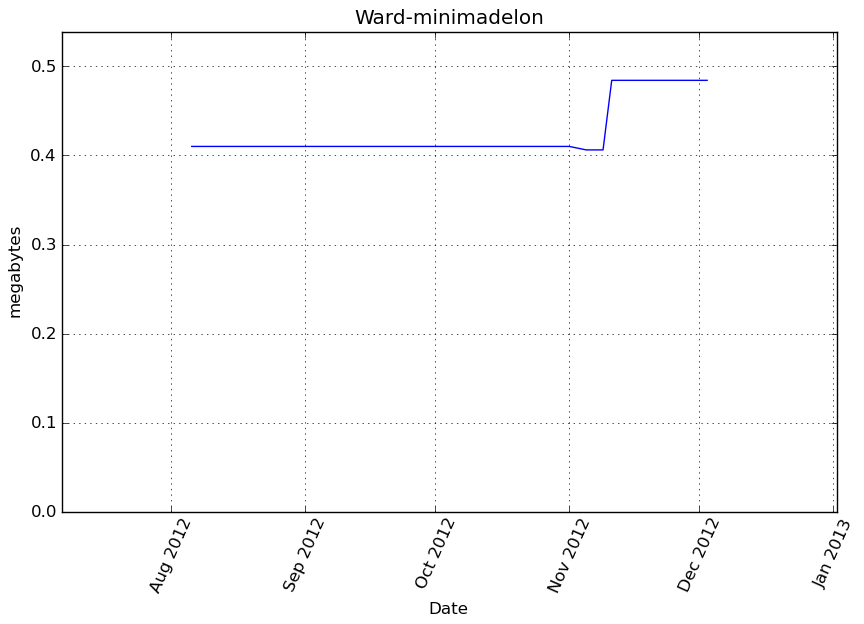 Ward-minimadelon
0.5
0.4
0.3
0.2
0.1
0.0
megabytes
Aug 2012
Sep 2012
Oct 2012
Nov 2012
Dec 2012
Jan 2013
Date